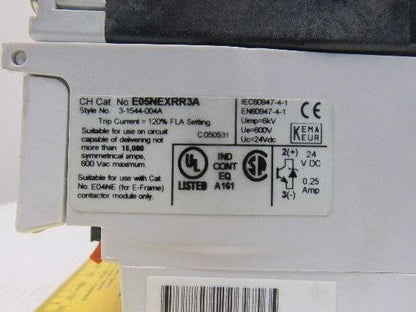 CH Cat. No. E05NEXRR3A
Style No 3-1544-004A
Trip Current = 120% FLA Setting
Suitable for use on circuit
capable of delivering not
more than 10,000
symmetrical amps,
600 Vac maximum
C050531
Suitable for use with Cat.
No. E04NE (for E-Frame)
contactor module only.
IEC60947-4-1
EN60947-4-1
Uimp=6kV
Ue=600V
Uc=24Vdc
CE
KEMA
KEUR
UL
LISTED
IND
CONT
EQ
A161
SA
2(+) 24
V DC
0.25
Amp
3(-)